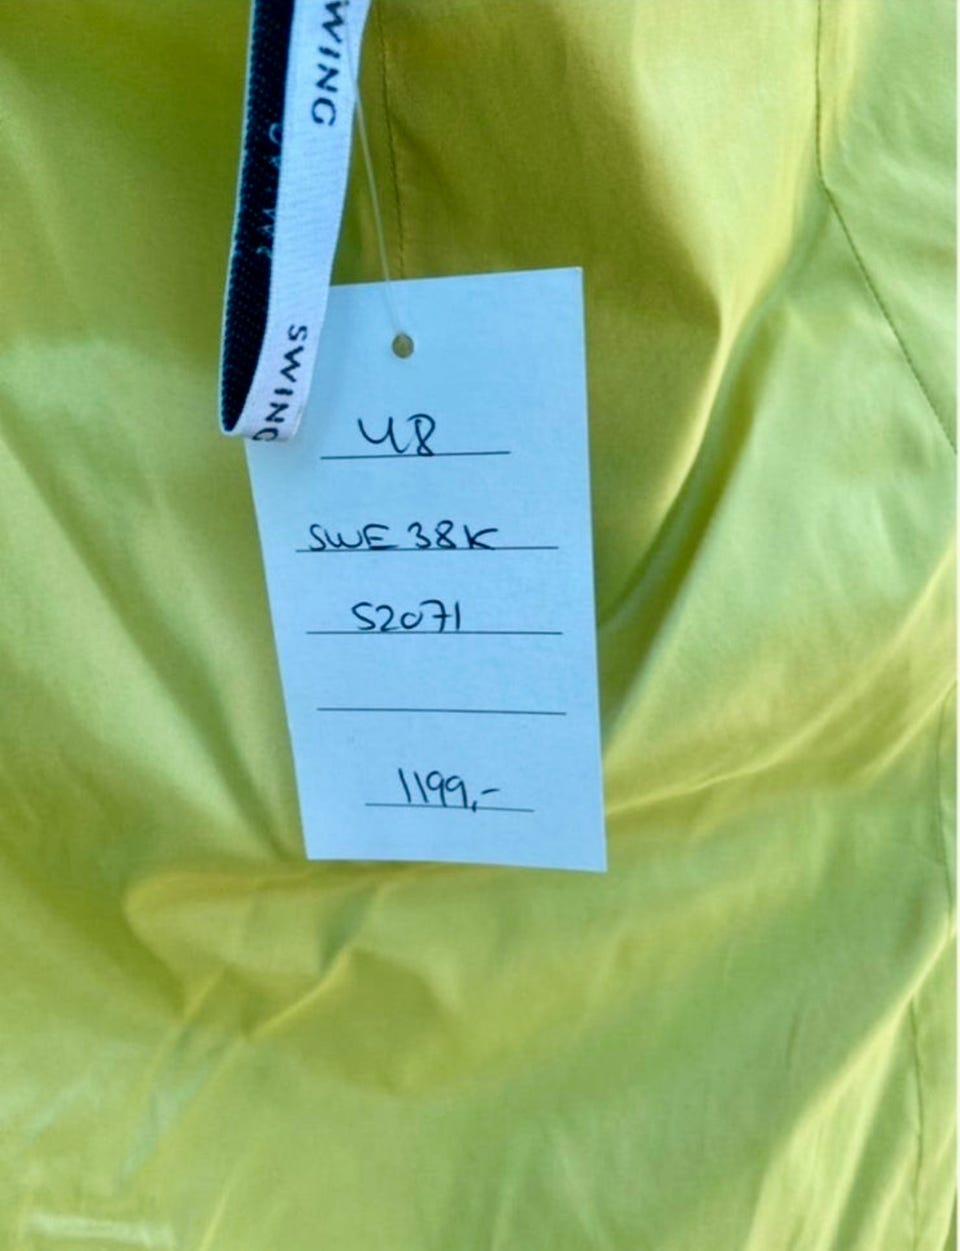 SWING
SWING
48
SWE 38K
S2071
1199,-